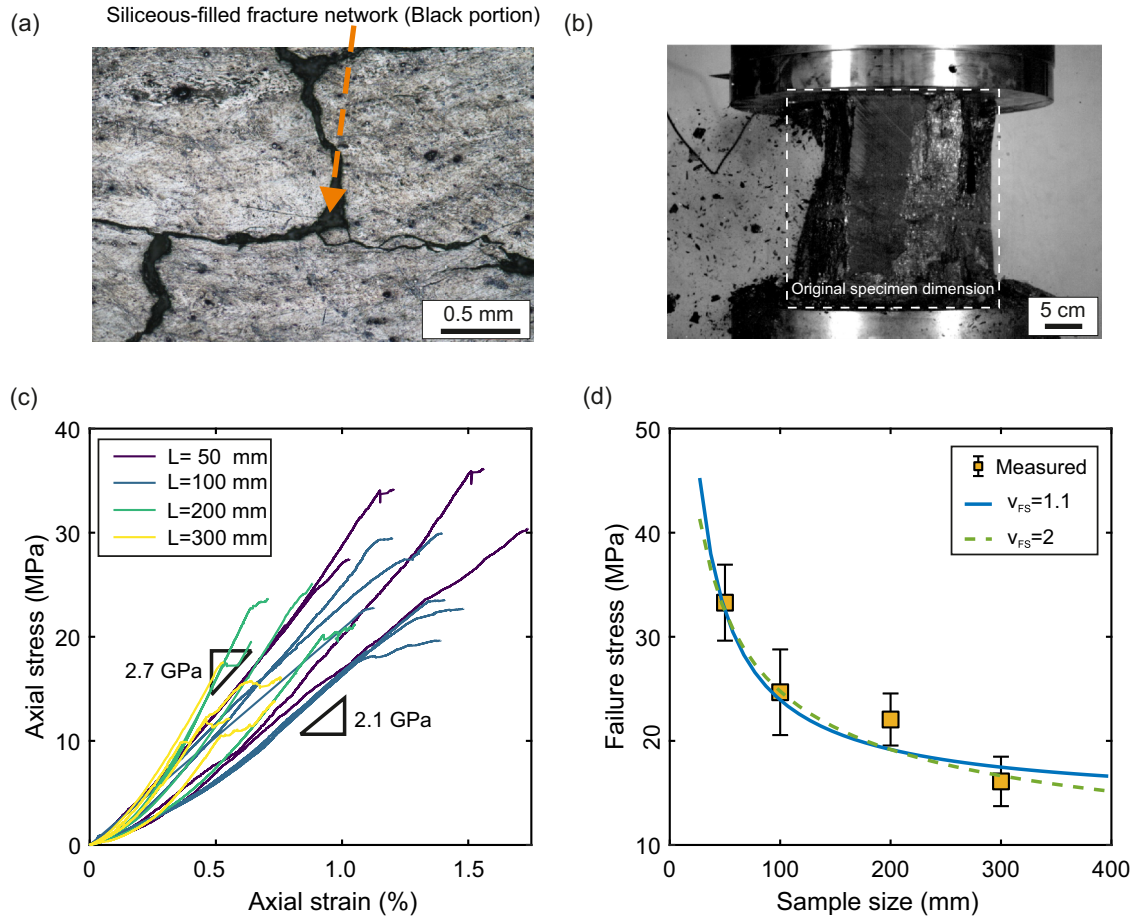 Siliceous-filled fracture network (Black portion)
(a)
0.5 mm
(b)
Original specimen dimension
5 cm
(c)
40
30
20
10
0
Axial stress (MPa)
L= 50 mm
L=100 mm
L=200 mm
L=300 mm
2.7 GPa
2.1 GPa
0
0.5
1.0
1.5
Axial strain (%)
(d)
50
40
30
20
10
Failure stress (MPa)
Measured
vFS=1.1
vFS=2
0
100
200
300
400
Sample size (mm)